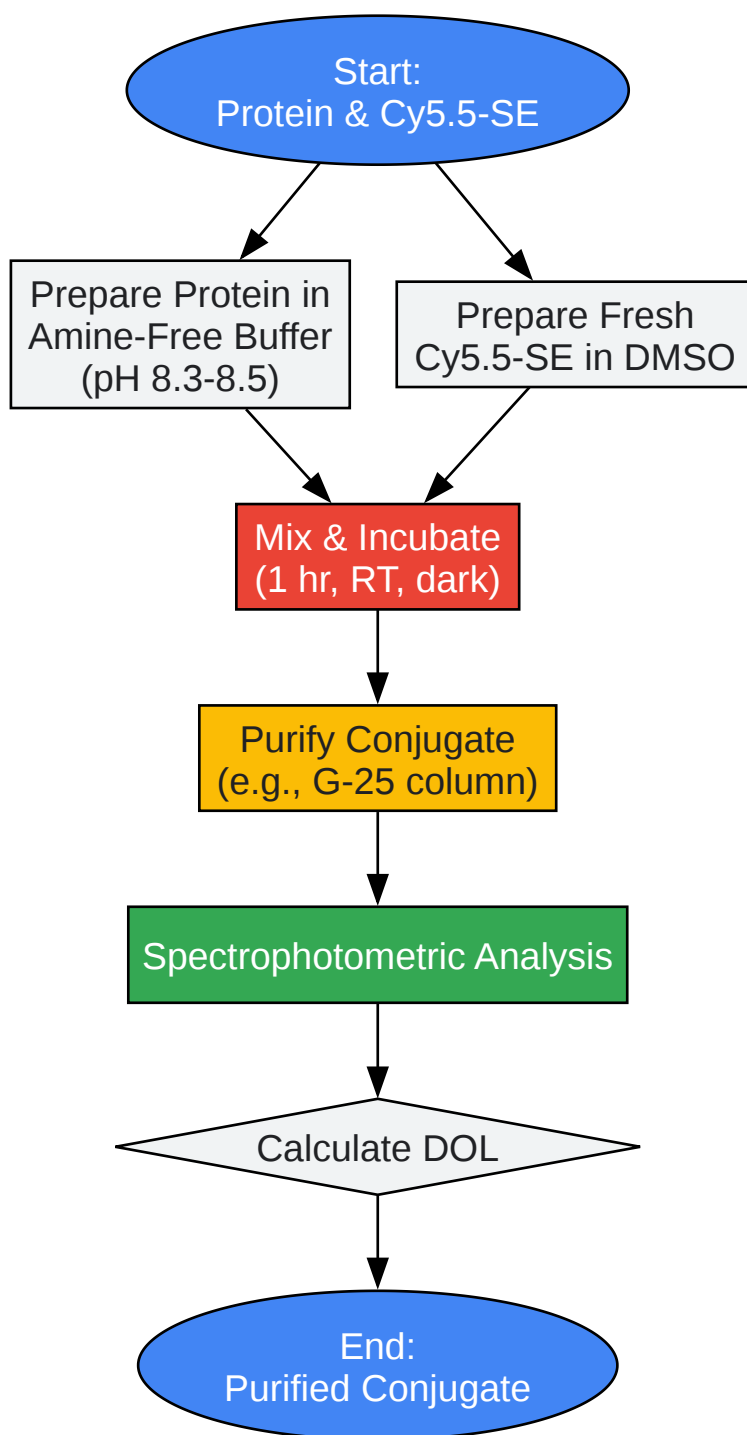 Start:
Protein & Cy5.5-SE
Prepare Protein in
Amine-Free Buffer
(pH 8.3-8.5)
Prepare Fresh
Cy5.5-SE in DMSO
Mix & Incubate
(1 hr, RT, dark)
Purify Conjugate
(e.g., G-25 column)
Spectrophotometric Analysis
Calculate DOL
End:
Purified Conjugate